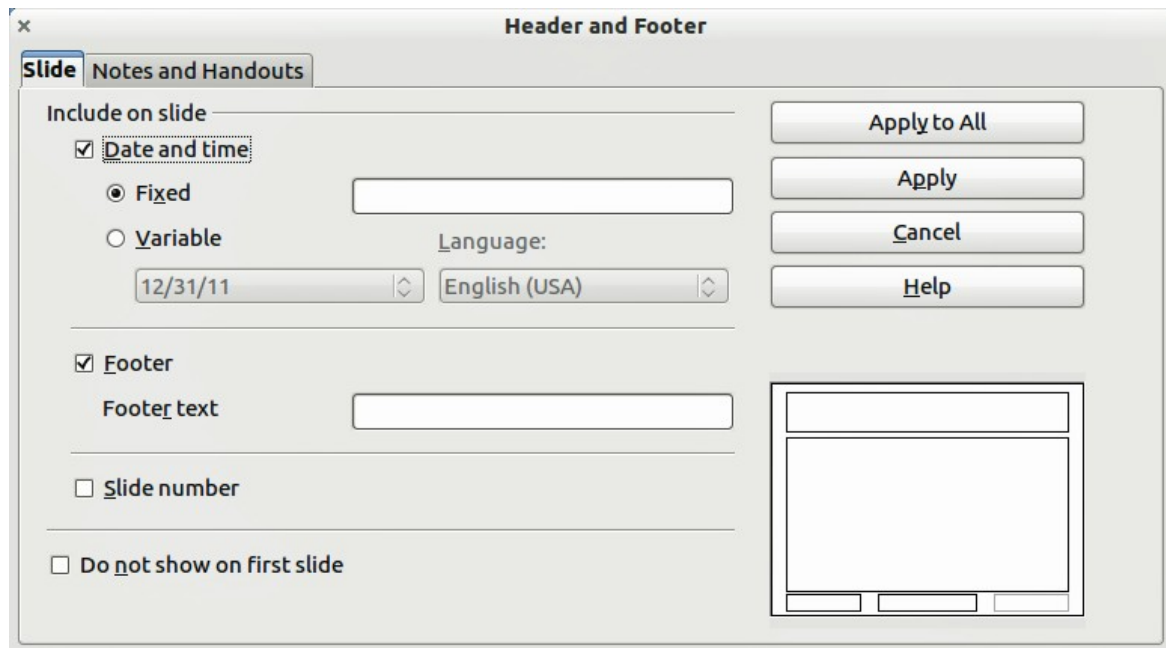 Header and Footer
Slide Notes and Handouts
Include on slide
Date and time
Fixed
Variable
Language:
12/31/11
English (USA)
Footer
Footer text
Slide number
Do not show on first slide
Apply to All
Apply
Cancel
Help